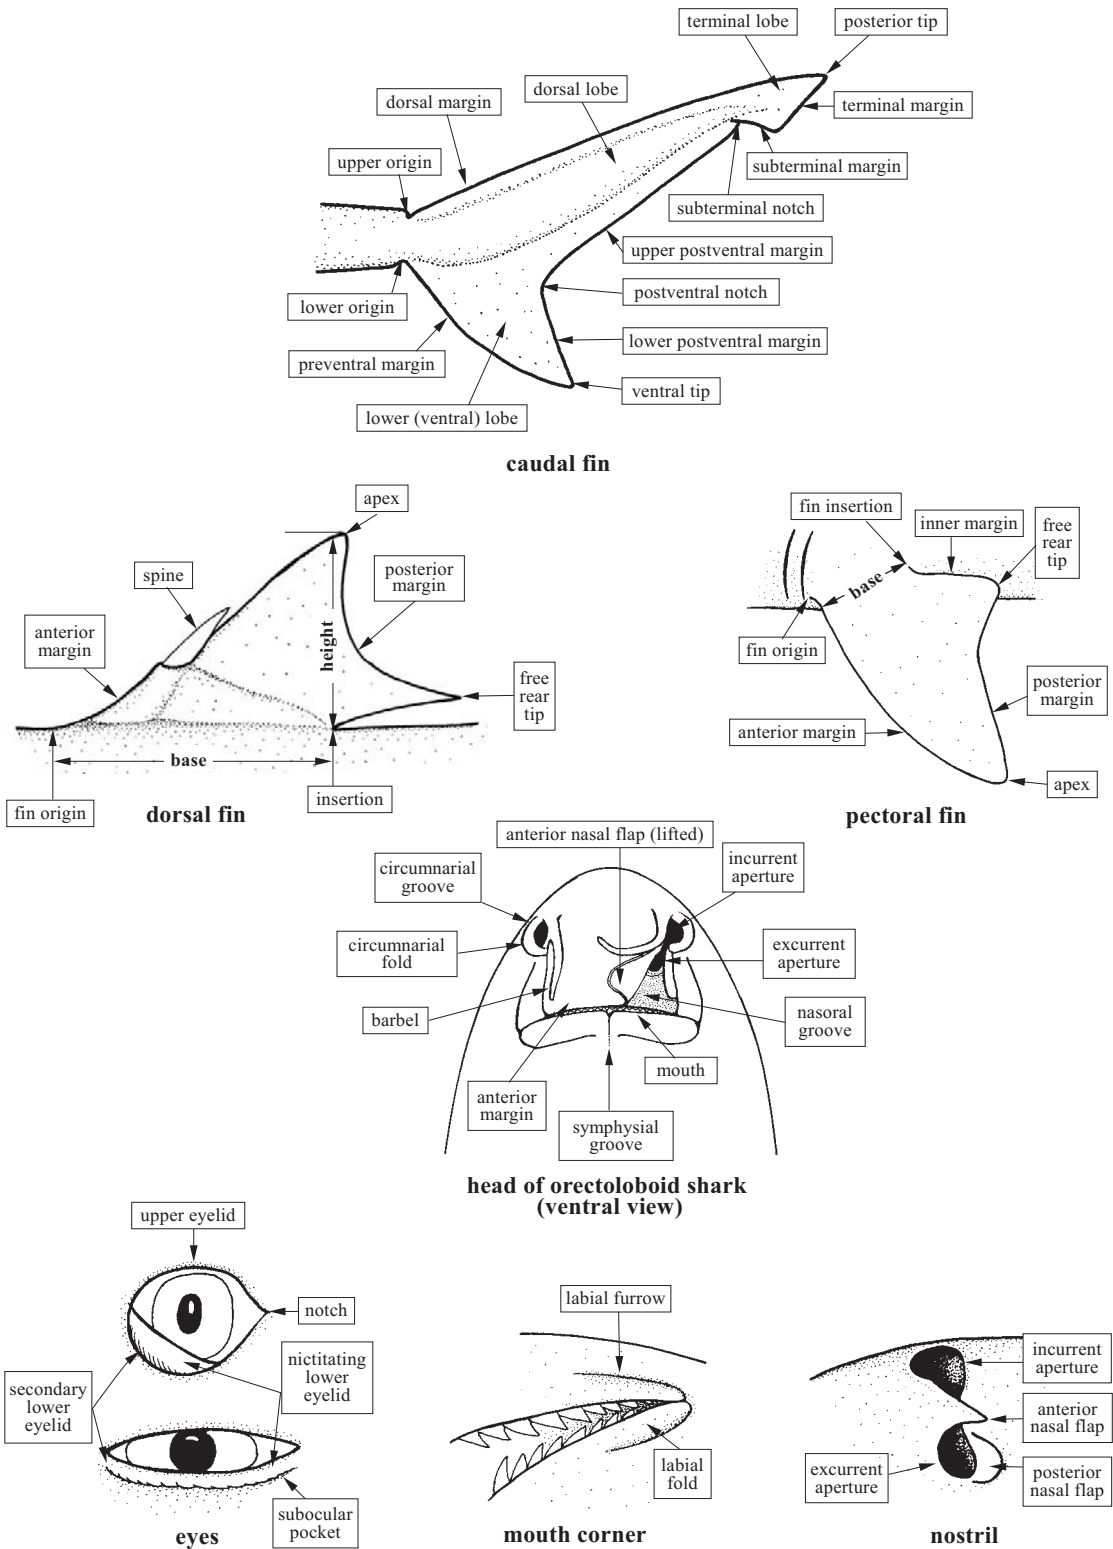 terminal lobe
posterior tip
dorsal margin
dorsal lobe
terminal margin
upper origin
subterminal margin
subterminal notch
upper postventral margin
lower origin
postventral notch
preventral margin
lower postventral margin
ventral tip
lower (ventral) lobe
caudal fin
apex
spine
posterior
margin
anterior
margin
height
free
rear
tip
base
fin origin
insertion
dorsal fin
fin insertion
inner margin
free
rear
tip
base
fin origin
posterior
margin
anterior margin
apex
pectoral fin
anterior nasal flap (lifted)
circumnarial
groove
incurrent
aperture
circumnarial
fold
excurrent
aperture
barbel
nasoral
groove
mouth
anterior
margin
symphysial
groove
head of orectoloboid shark
(ventral view)
upper eyelid
notch
nictitating
lower
eyelid
secondary
lower
eyelid
subocular
pocket
eyes
labial furrow
labial
fold
mouth corner
incurrent
aperture
anterior
nasal flap
excurrent
aperture
posterior
nasal flap
nostril